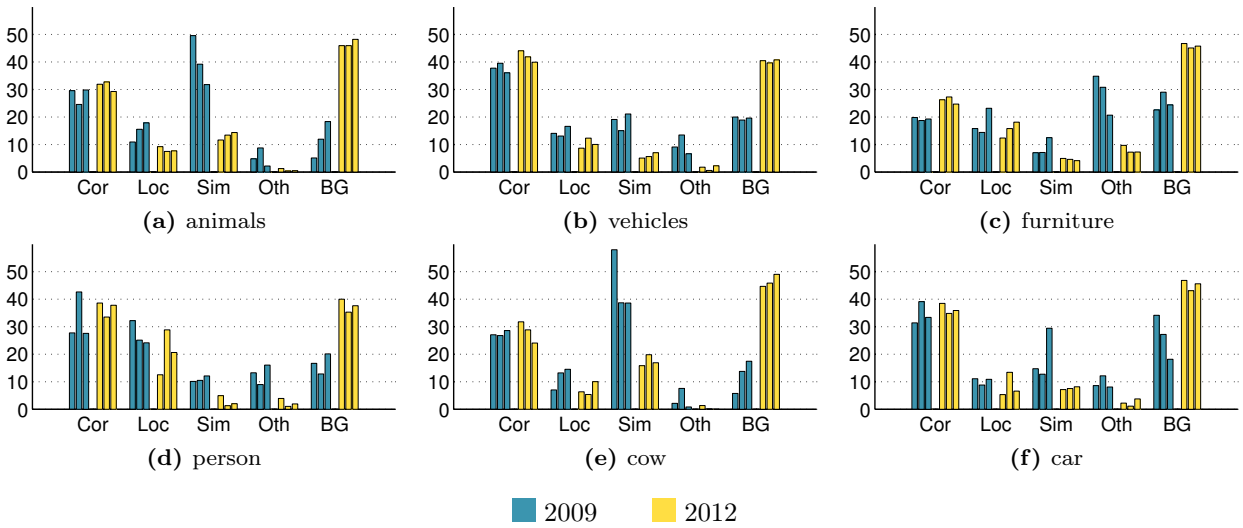 50 50 50
40 40 40
30 30 30
20 20 20
10 10 10
0 0 0
Cor Loc Sim Oth BG Cor Loc Sim Oth BG Cor Loc Sim Oth BG
(a) animals (b) vehicles (c) furniture
50 50 50
40 40 40
30 30 30
20 20 20
10 10 10
0 0 0
Cor Loc Sim Oth BG Cor Loc Sim Oth BG Cor Loc Sim Oth BG
(d) person (e) cow (f) car
2009 2012